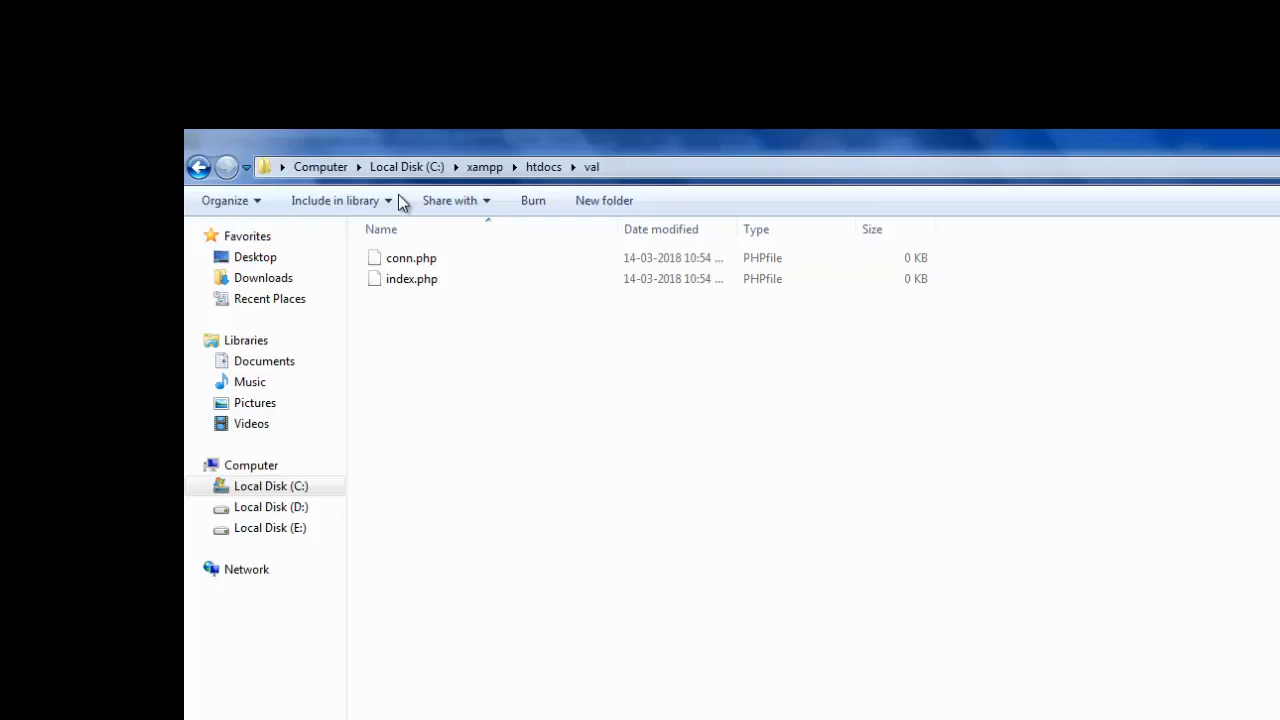 Computer Local Disk (C:) xampp htdocs val
Organize Include in library Share with Burn New folder
Name Date modified Type Size
conn.php 14-03-2018 10:54 ... PHPfile 0 KB
index.php 14-03-2018 10:54 ... PHPfile 0 KB
Favorites
Desktop
Downloads
Recent Places
Libraries
Documents
Music
Pictures
Videos
Computer
Local Disk (C:)
Local Disk (D:)
Local Disk (E:)
Network